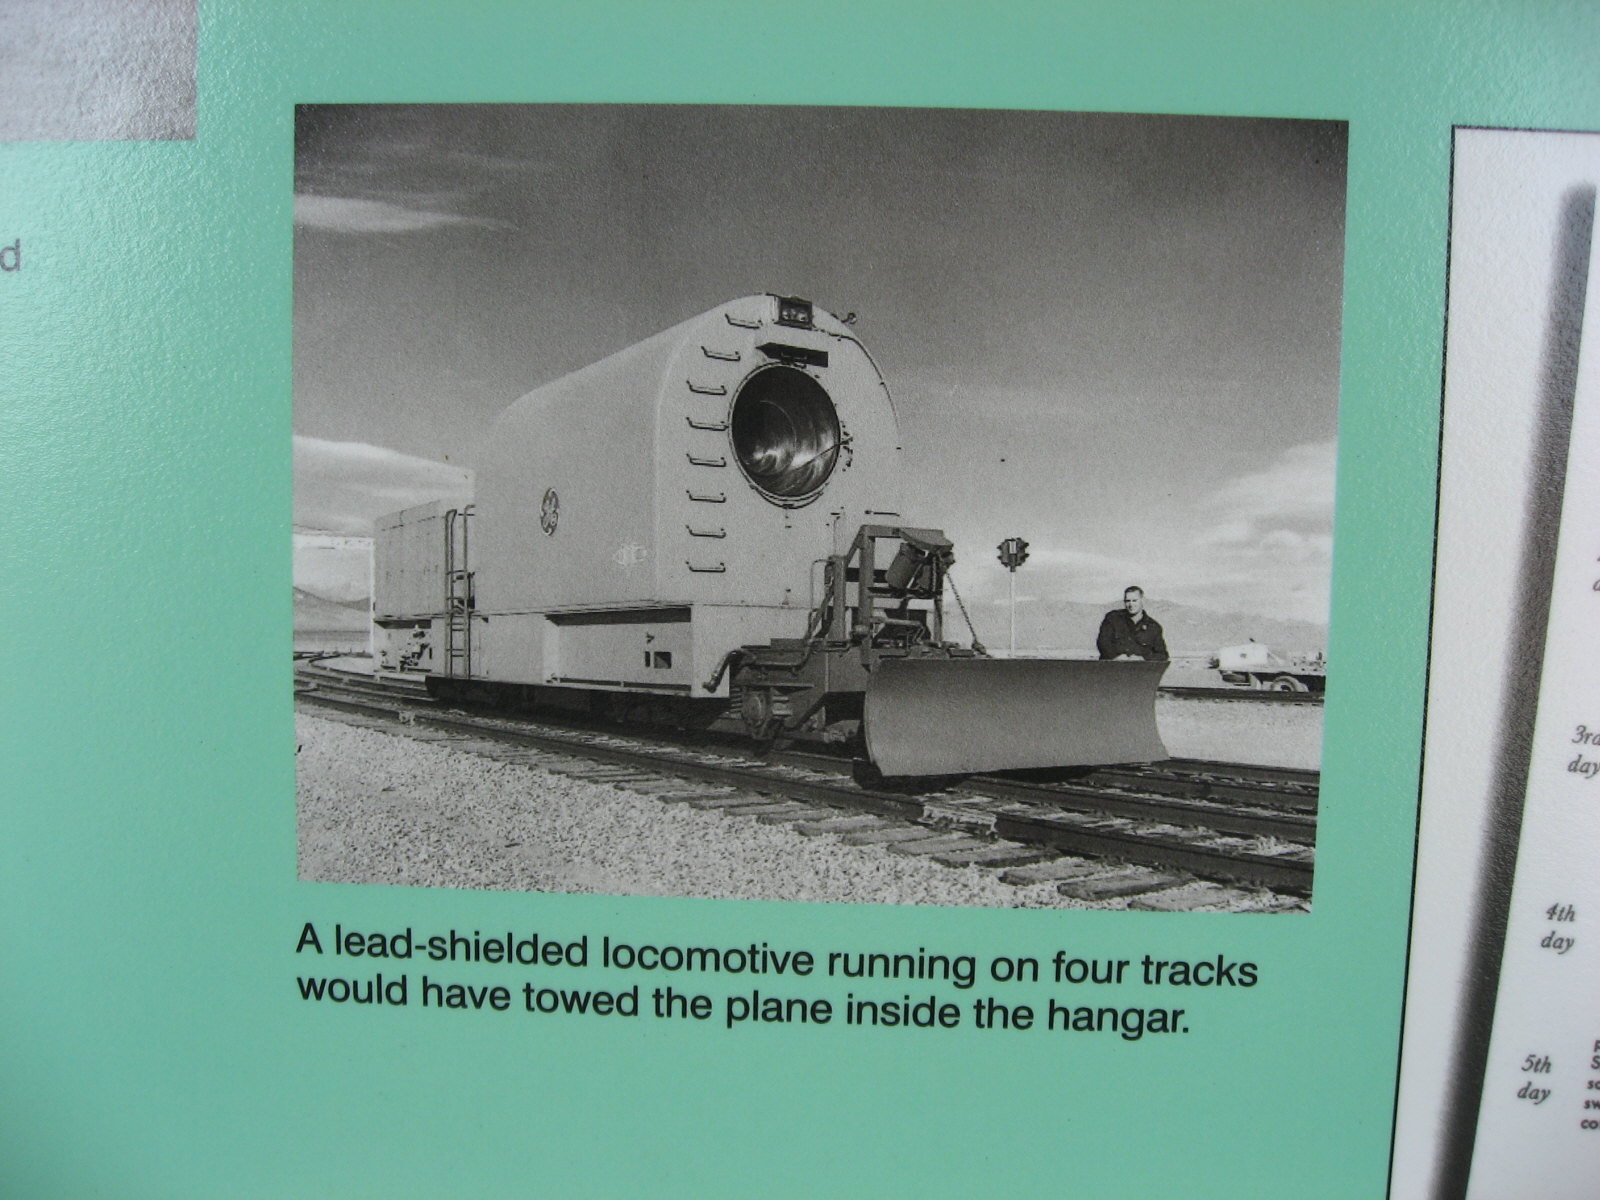 d
A lead-shielded locomotive running on four tracks
would have towed the plane inside the hangar.
day
4th
day
5th
day